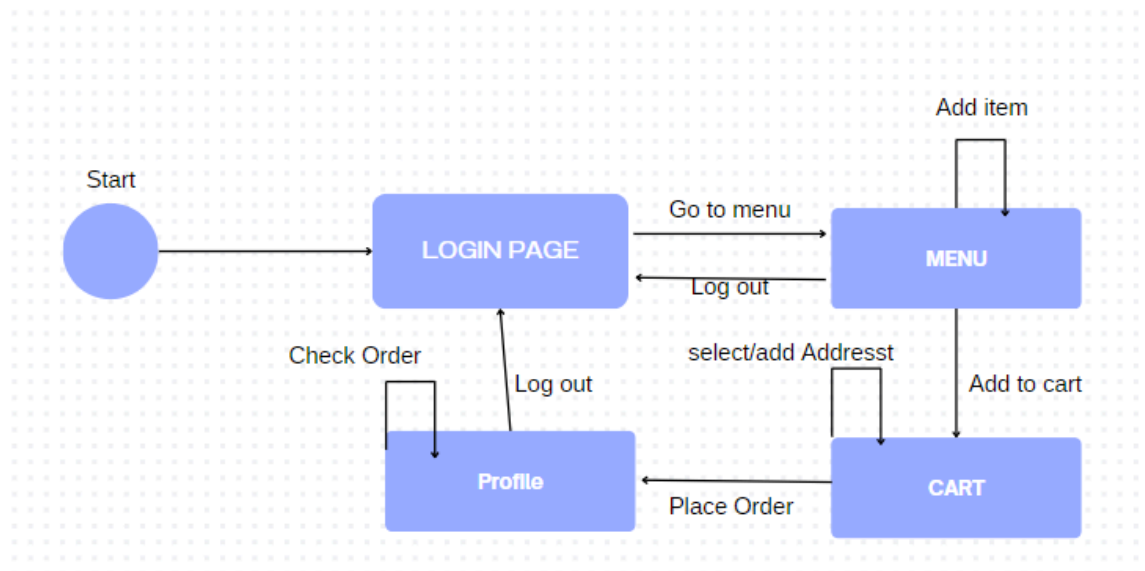 Add item
Start
Go to menu
LOGIN PAGE
MENU
Log out
select/add Addresst
Check Order
Log out
Add to cart
Profile
CART
Place Order